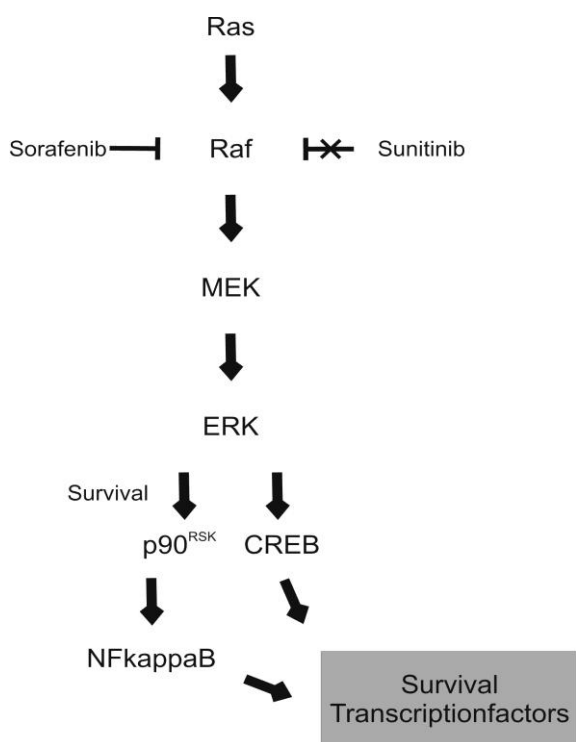 Ras
Sorafenib Raf Sunitinib
MEK
ERK
Survival
p90RSK CREB
NFkappaB
Survival
Transcriptionfactors